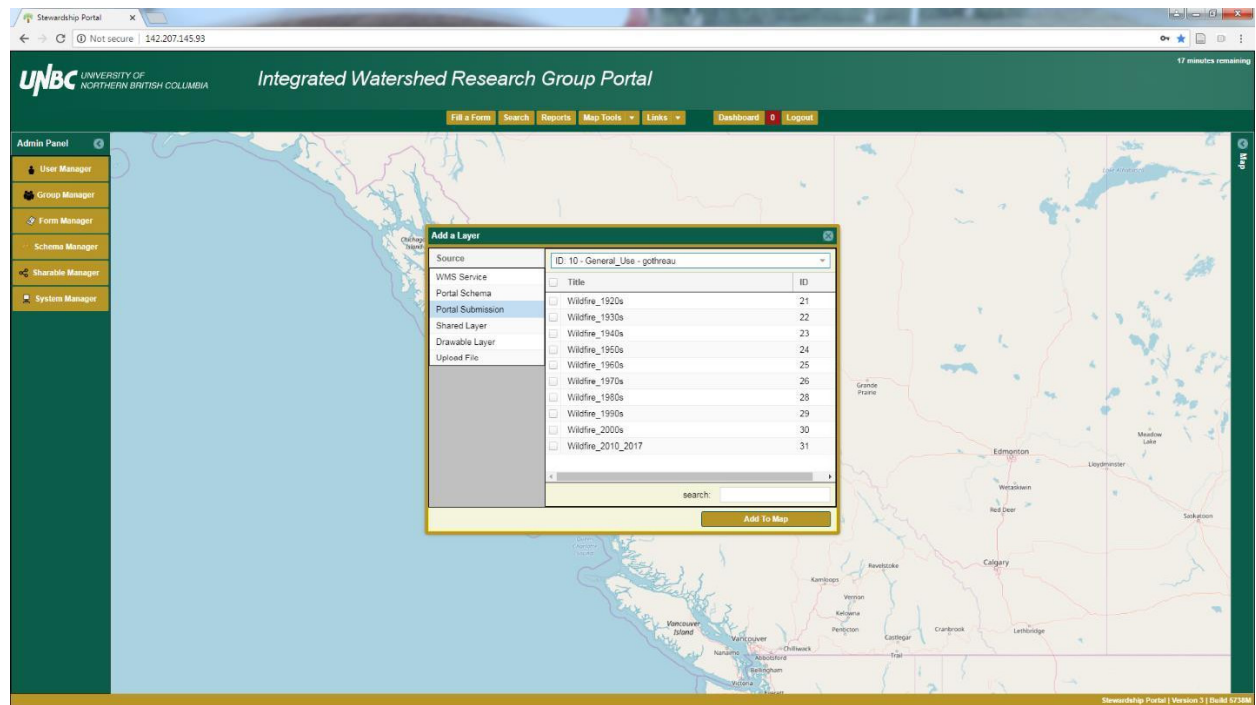 Stewardship Portal
Not secure | 142.207.145.93
17 minutes remaining
UNBC UNIVERSITY OF NORTHERN BRITISH COLUMBIA
Integrated Watershed Research Group Portal
Fill a Form Search Reports Map Tools Links Dashboard 0 Logout
Admin Panel
Map
User Manager
Group Manager
Form Manager
Schema Manager
Sharable Manager
System Manager
Add a Layer
Source
WMS Service
Portal Schema
Portal Submission
Shared Layer
Drawable Layer
Upload File
ID: 10 - General_Use - gothreau
Title ID
Wildfire_1920s 21
Wildfire_1930s 22
Wildfire_1940s 23
Wildfire_1950s 24
Wildfire_1960s 25
Wildfire_1970s 26
Wildfire_1980s 28
Wildfire_1990s 29
Wildfire_2000s 30
Wildfire_2010_2017 31
search:
Add To Map
Grande Prairie
Meadow Lake
Edmonton
Lloydminster
Wetaskiwin
Red Deer
Saskatoon
Calgary
Revelstoke
Kamloops
Vernon
Kelowna
Penticton
Castlegar
Trail
Cranbrook
Lethbridge
Vancouver Island
Vancouver
Nanaimo
Chilliwack
Abbotsford
Bellingham
Victoria
Everett
Stewardship Portal | Version 3 | Build 6738M